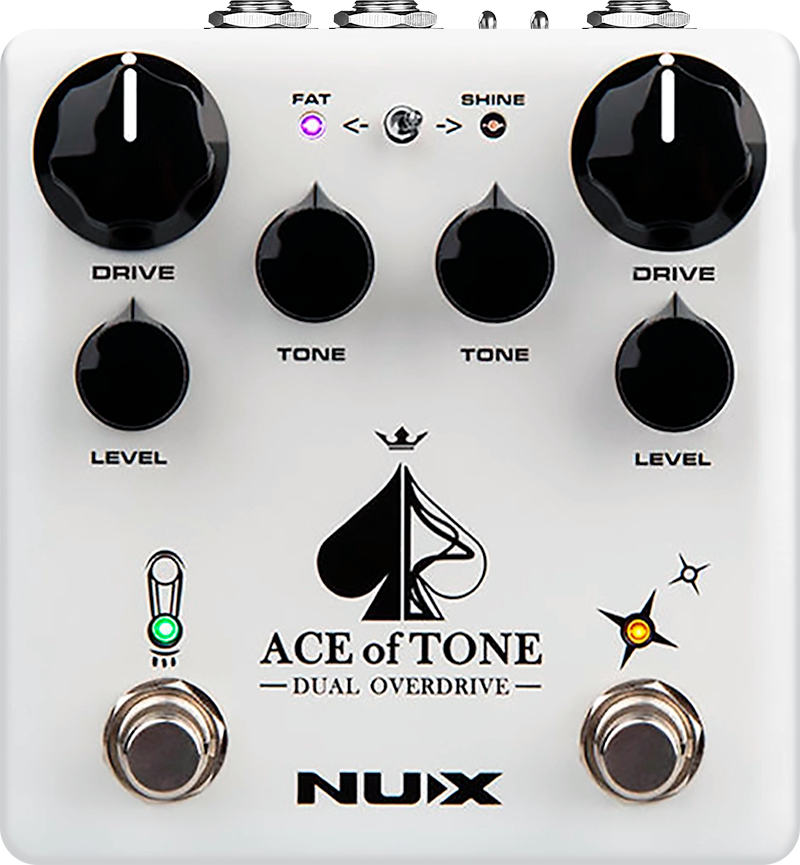 FAT <- -> SHINE
DRIVE DRIVE
TONE TONE
LEVEL LEVEL
ACE of TONE
—DUAL OVERDRIVE—
NUX